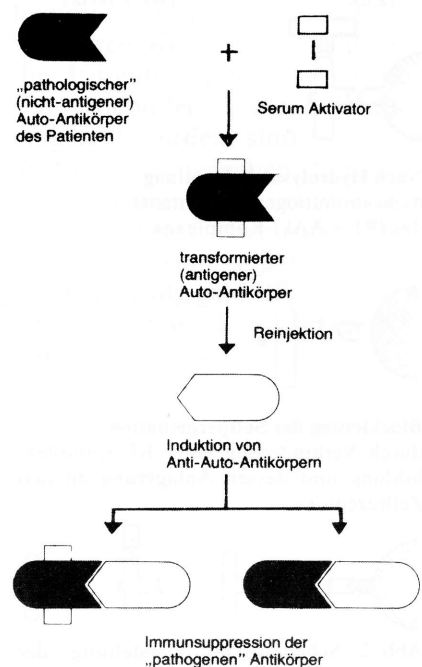 +
„pathologischer"
(nicht-antigener)
Auto-Antikörper
des Patienten
Serum Aktivator
transformierter
(antigener)
Auto-Antikörper
Reinjektion
Induktion von
Anti-Auto-Antikörpern
Immunsuppression der
„pathogenen" Antikörper